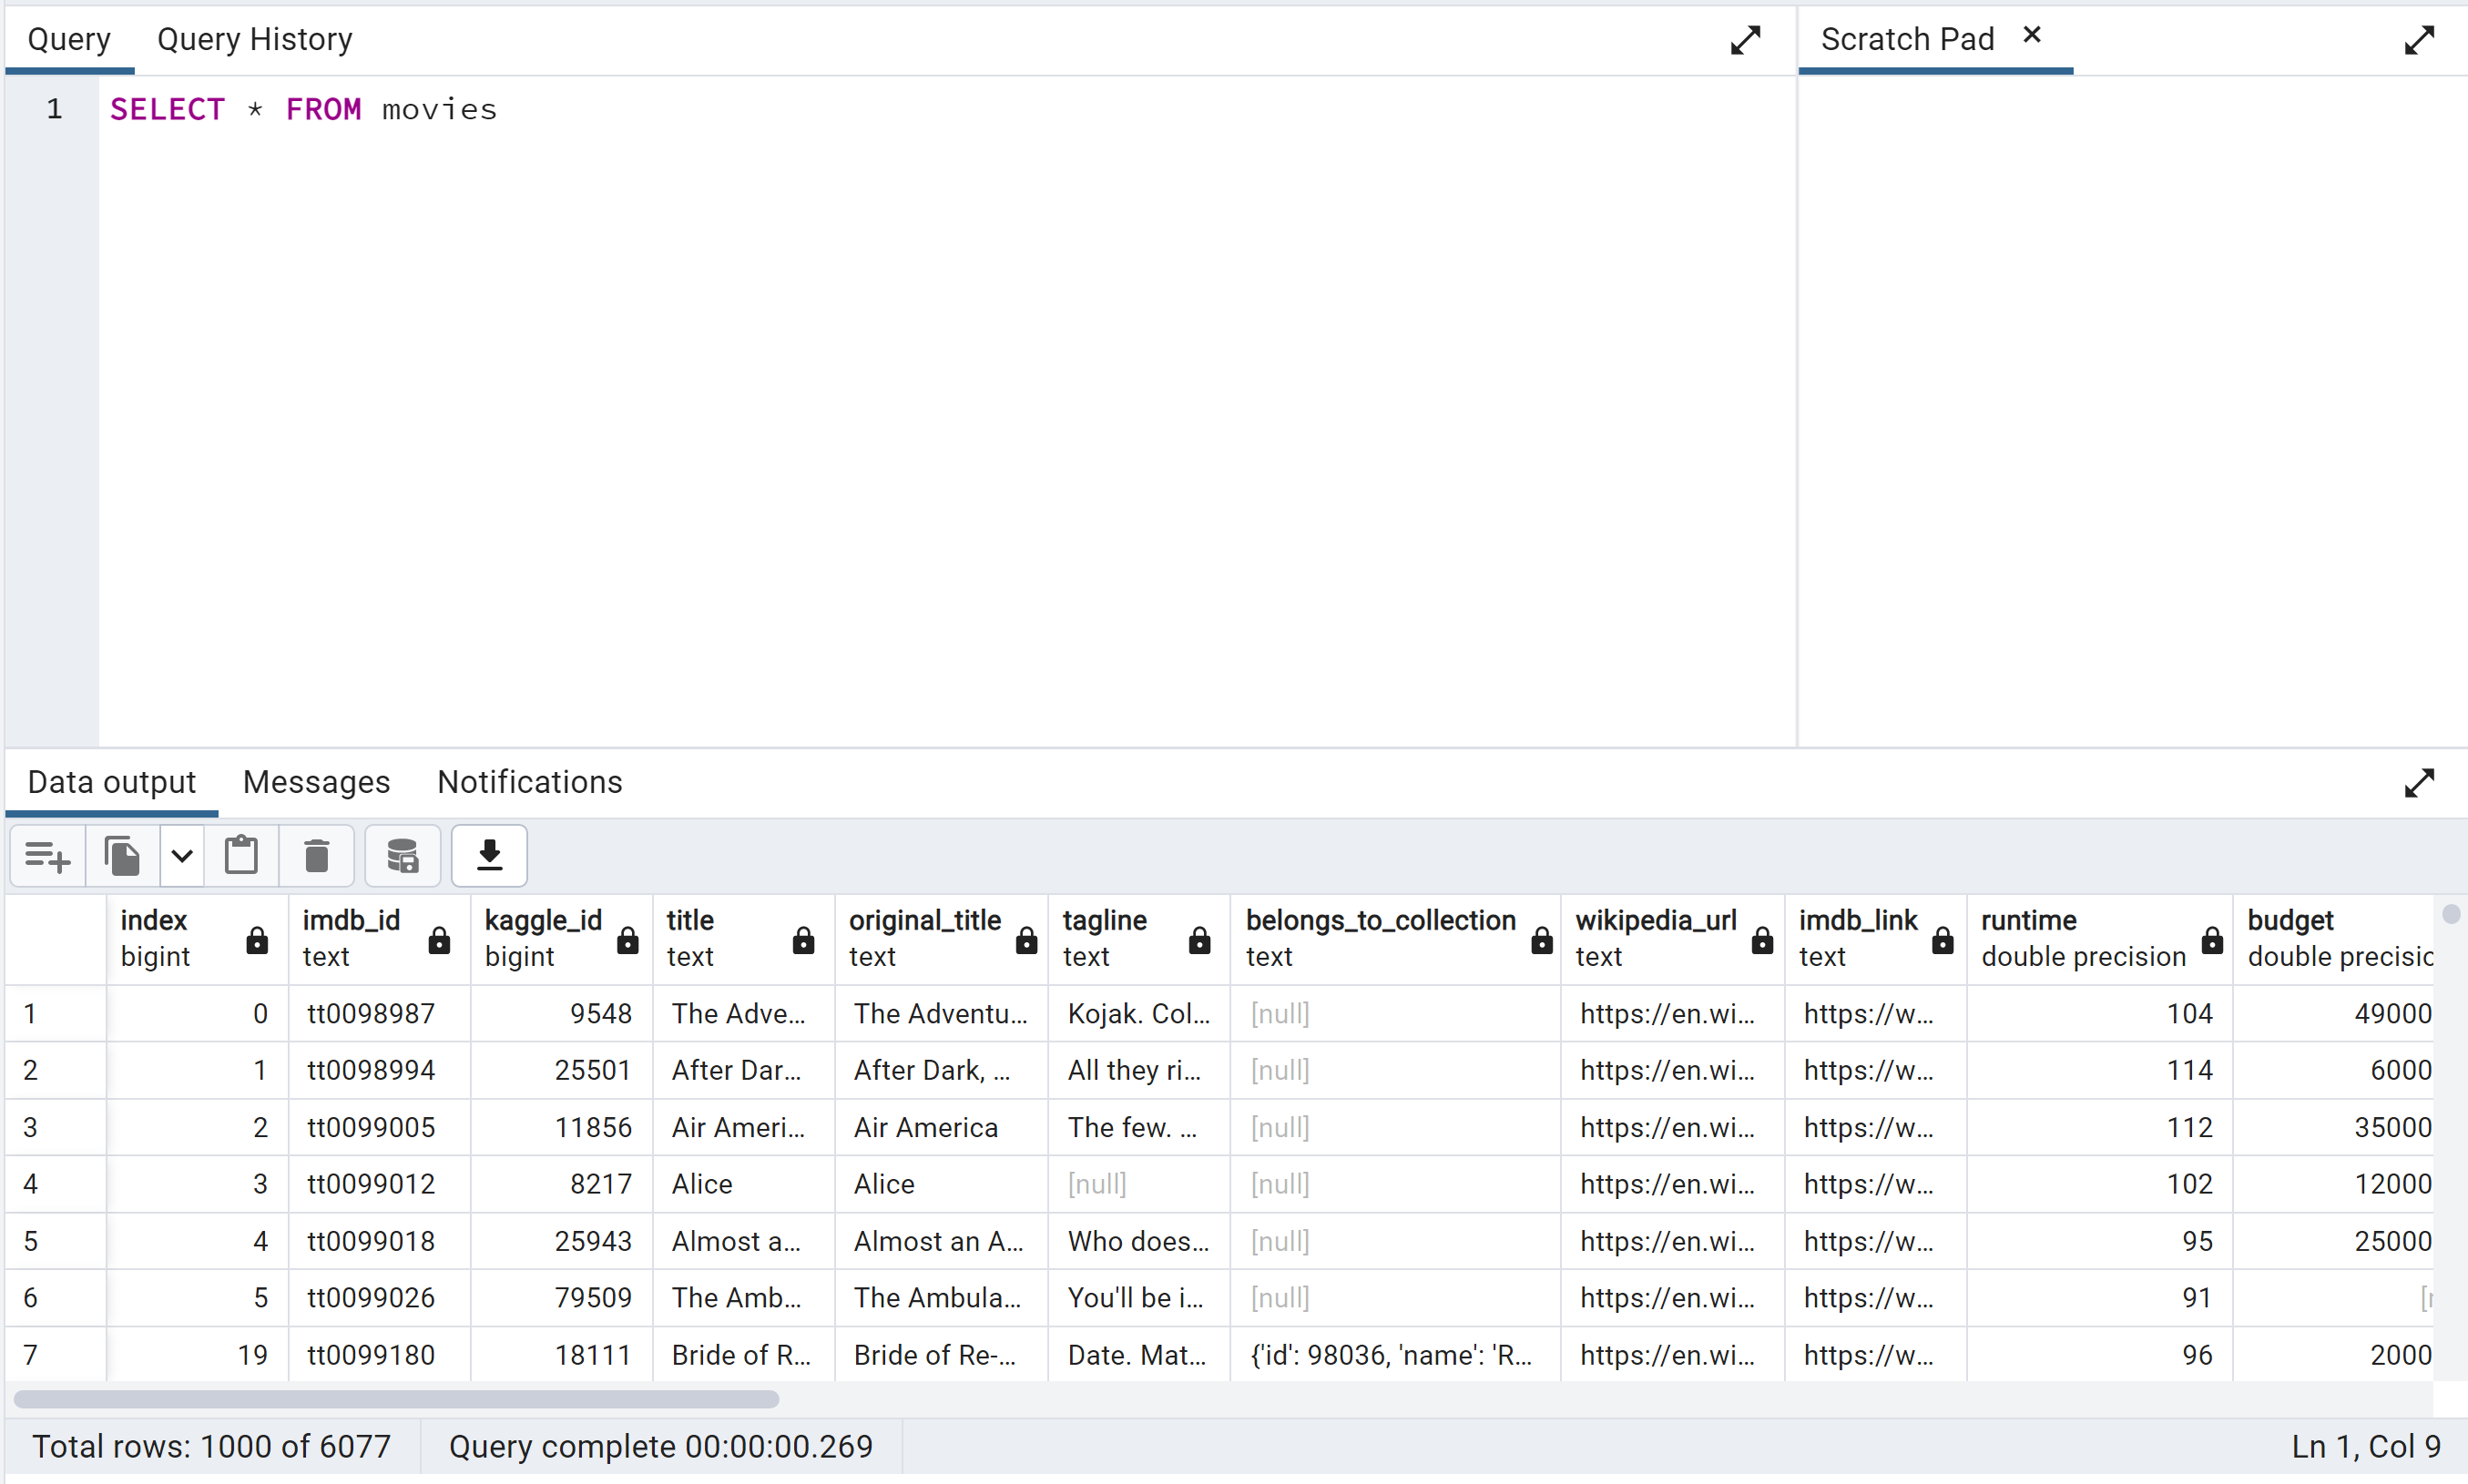 Query Query History Scratch Pad
1 SELECT * FROM movies
Data output Messages Notifications
index imdb_id kaggle_id title original_title tagline belongs_to_collection wikipedia_url imdb_link runtime budget
bigint text bigint text text text text text text double precision double precisic
1 0 tt0098987 9548 The Adve... The Adventu... Kojak. Col... [null] https://en.wi... https://w... 104 49000
2 1 tt0098994 25501 After Dar... After Dark, ... All they ri... [null] https://en.wi... https://w... 114 6000
3 2 tt0099005 11856 Air Ameri... Air America The few. ... [null] https://en.wi... https://w... 112 35000
4 3 tt0099012 8217 Alice Alice [null] [null] https://en.wi... https://w... 102 12000
5 4 tt0099018 25943 Almost a... Almost an A... Who does... [null] https://en.wi... https://w... 95 25000
6 5 tt0099026 79509 The Amb... The Ambula... You'll be i... [null] https://en.wi... https://w... 91
7 19 tt0099180 18111 Bride of R... Bride of Re-... Date. Mat... {'id': 98036, 'name': 'R... https://en.wi... https://w... 96 2000
Total rows: 1000 of 6077 Query complete 00:00:00.269 Ln 1, Col 9